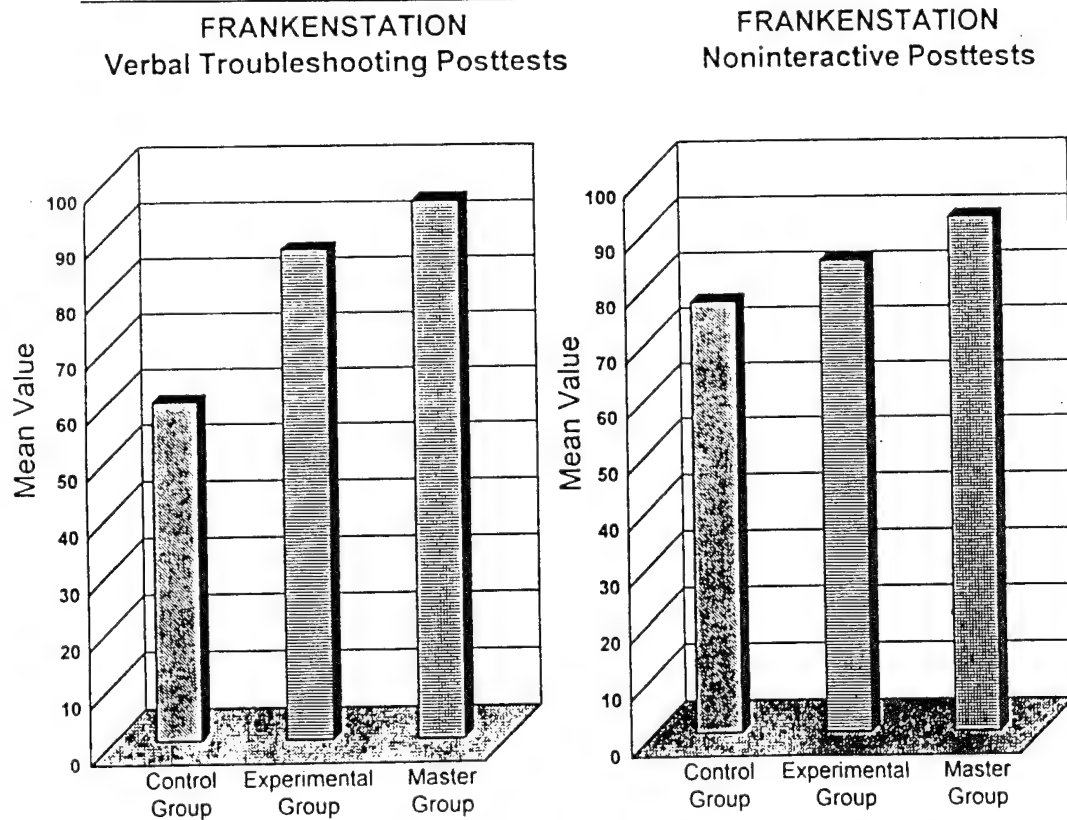 FRANKENSTATION
Verbal Troubleshooting Posttests
Mean Value
100
90
80
70
60
50
40
30
20
10
0
Control Group
Experimental Group
Master Group
FRANKENSTATION
Noninteractive Posttests
Mean Value
100
90
80
70
60
50
40
30
20
10
0
Control Group
Experimental Group
Master Group